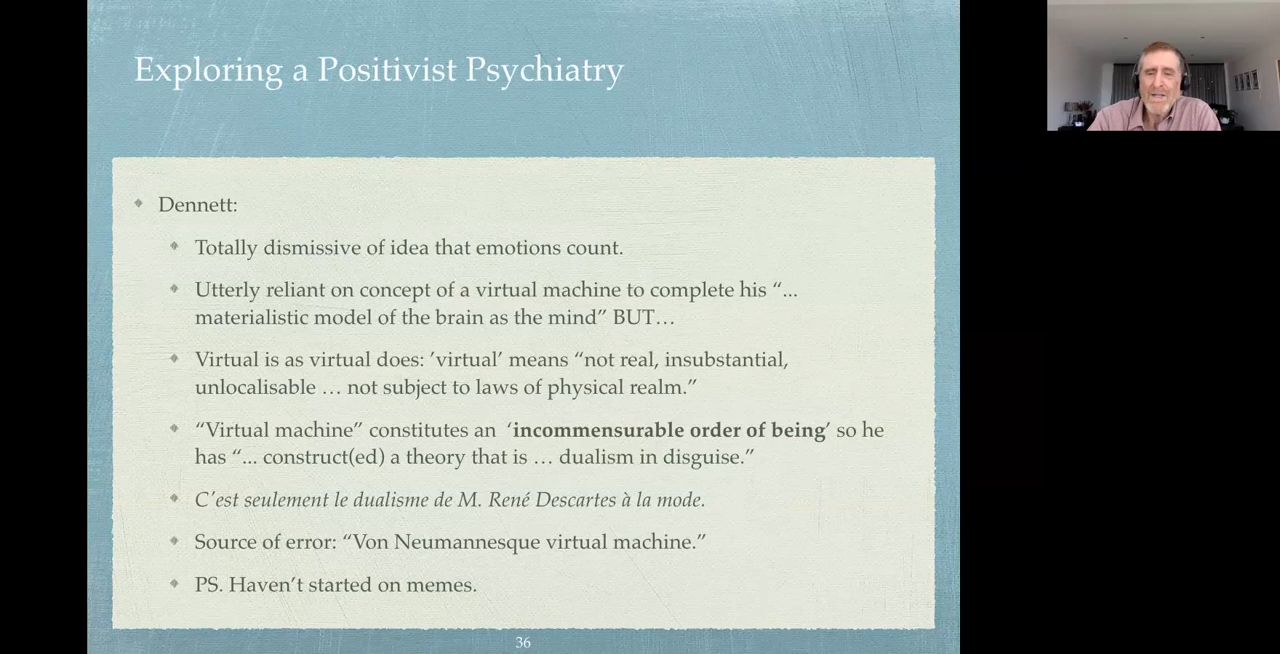 Exploring a Positivist Psychiatry
Dennett:
Totally dismissive of idea that emotions count.
Utterly reliant on concept of a virtual machine to complete his “...
materialistic model of the brain as the mind” BUT…
Virtual is as virtual does: ’virtual’ means “not real, insubstantial,
unlocalisable … not subject to laws of physical realm.”
“Virtual machine” constitutes an ‘incommensurable order of being’ so he
has “... construct(ed) a theory that is … dualism in disguise.”
C’est seulement le dualisme de M. René Descartes à la mode.
Source of error: “Von Neumannesque virtual machine.”
PS. Haven’t started on memes.
36